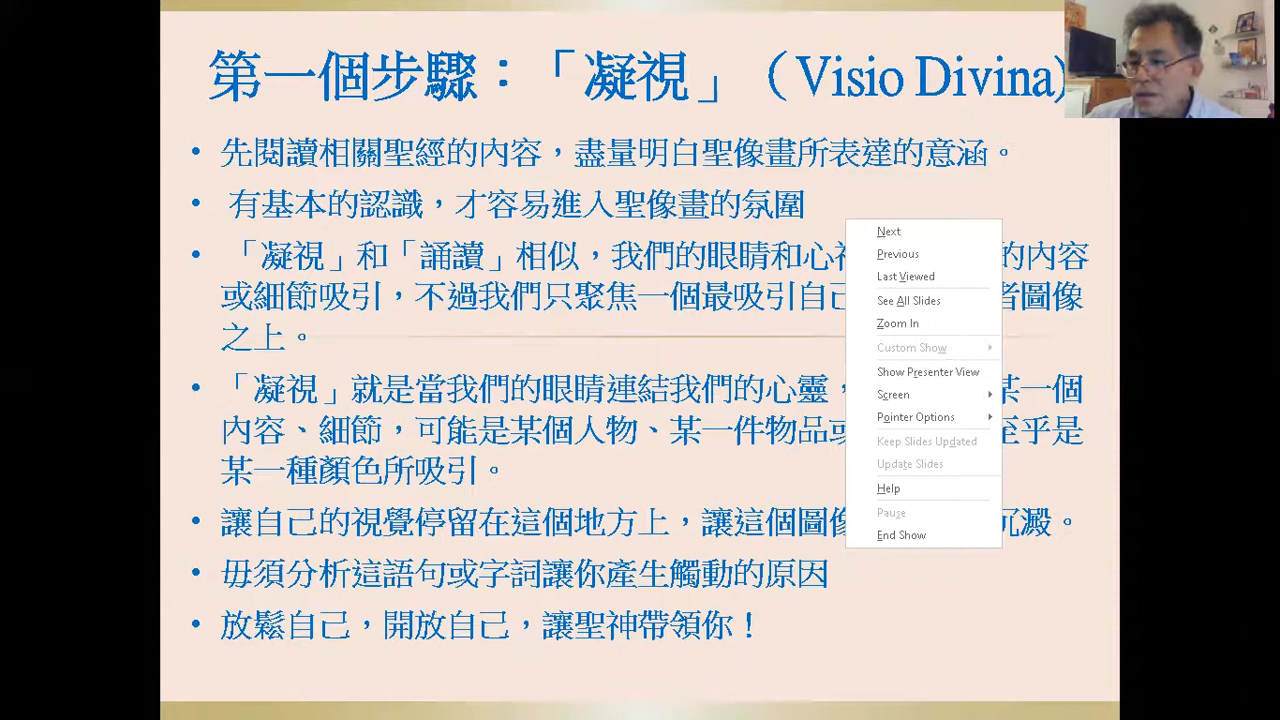 第一個步驟：「凝視」（Visio Divina)
• 先閱讀相關聖經的內容，盡量明白聖像畫所表達的意涵。
• 有基本的認識，才容易進入聖像畫的氛圍
• 「凝視」和「誦讀」相似，我們的眼睛和心 的內容
或細節吸引，不過我們只聚焦一個最吸引自己 者圖像
之上。
• 「凝視」就是當我們的眼睛連結我們的心靈， 某一個
內容、細節，可能是某個人物、某一件物品或 至乎是
某一種顏色所吸引。
• 讓自己的視覺停留在這個地方上，讓這個圖像 沉澱。
• 毋須分析這語句或字詞讓你產生觸動的原因
• 放鬆自己，開放自己，讓聖神帶領你！
Next
Previous
Last Viewed
See All Slides
Zoom In
Custom Show
Show Presenter View
Screen
Pointer Options
Keep Slides Updated
Update Slides
Help
Pause
End Show